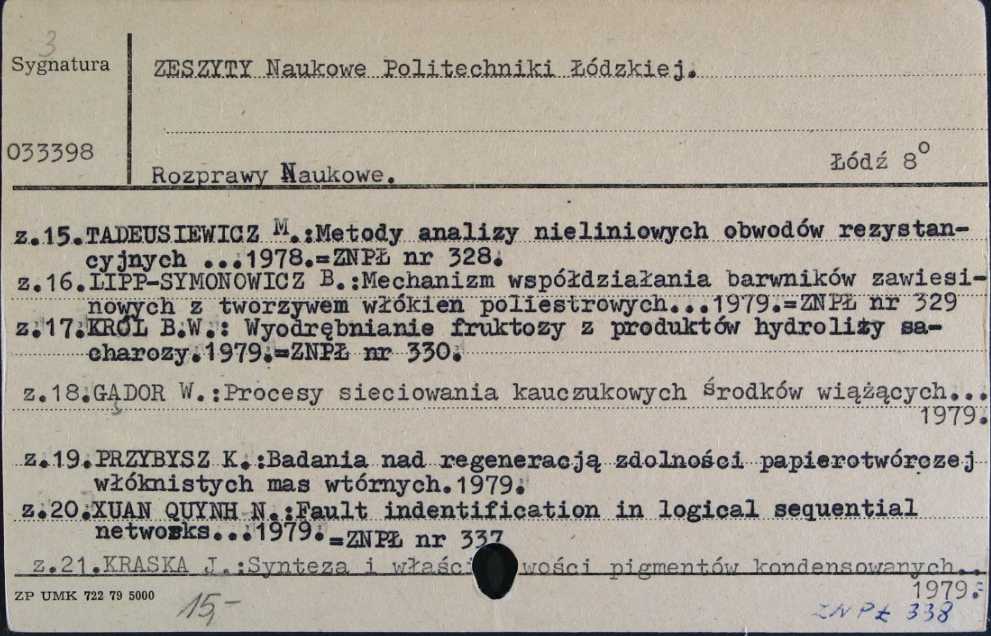 3
Sygnatura
ZESZYTY Naukowe Politechniki Łódzkiej.
033398
Łódź 8°
Rozprawy Naukowe.
z.15.TADEUSIEWICZ M.:Metody analizy nieliniowych obwodów rezystan-
cyjnych ...1978.=ZNPŁ nr 328.
z.16.LIPP-SYMONOWICZ B.:Mechanizm współdziałania barwników zawiesi-
nowych z tworzywem włókien poliestrowych...1979.=ZNPŁ nr 329
z.17.KRÓL B.W.: Wyodrębnianie fruktozy z produktów hydrolizy sa-
charozy.1979.=ZNPŁ nr 330.
z.18.GĄDOR W.:Procesy sieciowania kauczukowych środków wiążących...
1979.
z.19.PRZYBYSZ K.:Badania nad regeneracją zdolności papierotwórczej
włóknistych mas wtórnych.1979.
z.20.XUAN QUYNH N.:Fault indentification in logical sequential
networks...1979.=ZNPŁ nr 337
z.21.KRASKA J.:Synteza i właści wości pigmentów kondensowanych..
1979.
ZP UMK 722 79 5000
15,-
ZNPŁ 338